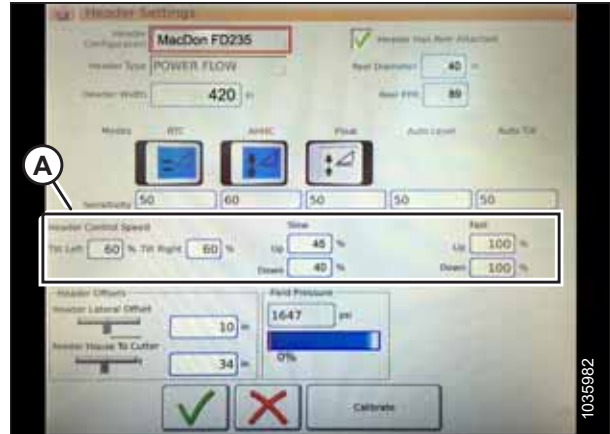 Header Settings
Header Configuration MacDon FD235
Header Has Reel Attached
Header Type POWER FLOW
Reel Diameter 40 in
Header Width 420 in
Reel PPR 89
Modes RTC AHHC Float Auto Level Auto Tilt
Sensitivity 50 60 50 50 50
A
Header Control Speed Slow Fast
Tilt Left 60 % Tilt Right 60 % Up 45 % Up 100 %
Down 40 % Down 100 %
Header Offsets Field Pressure
Header Lateral Offset 1647 psi
10 in
Feeder House To Cutter 0%
34 in
Calibrate
1035982